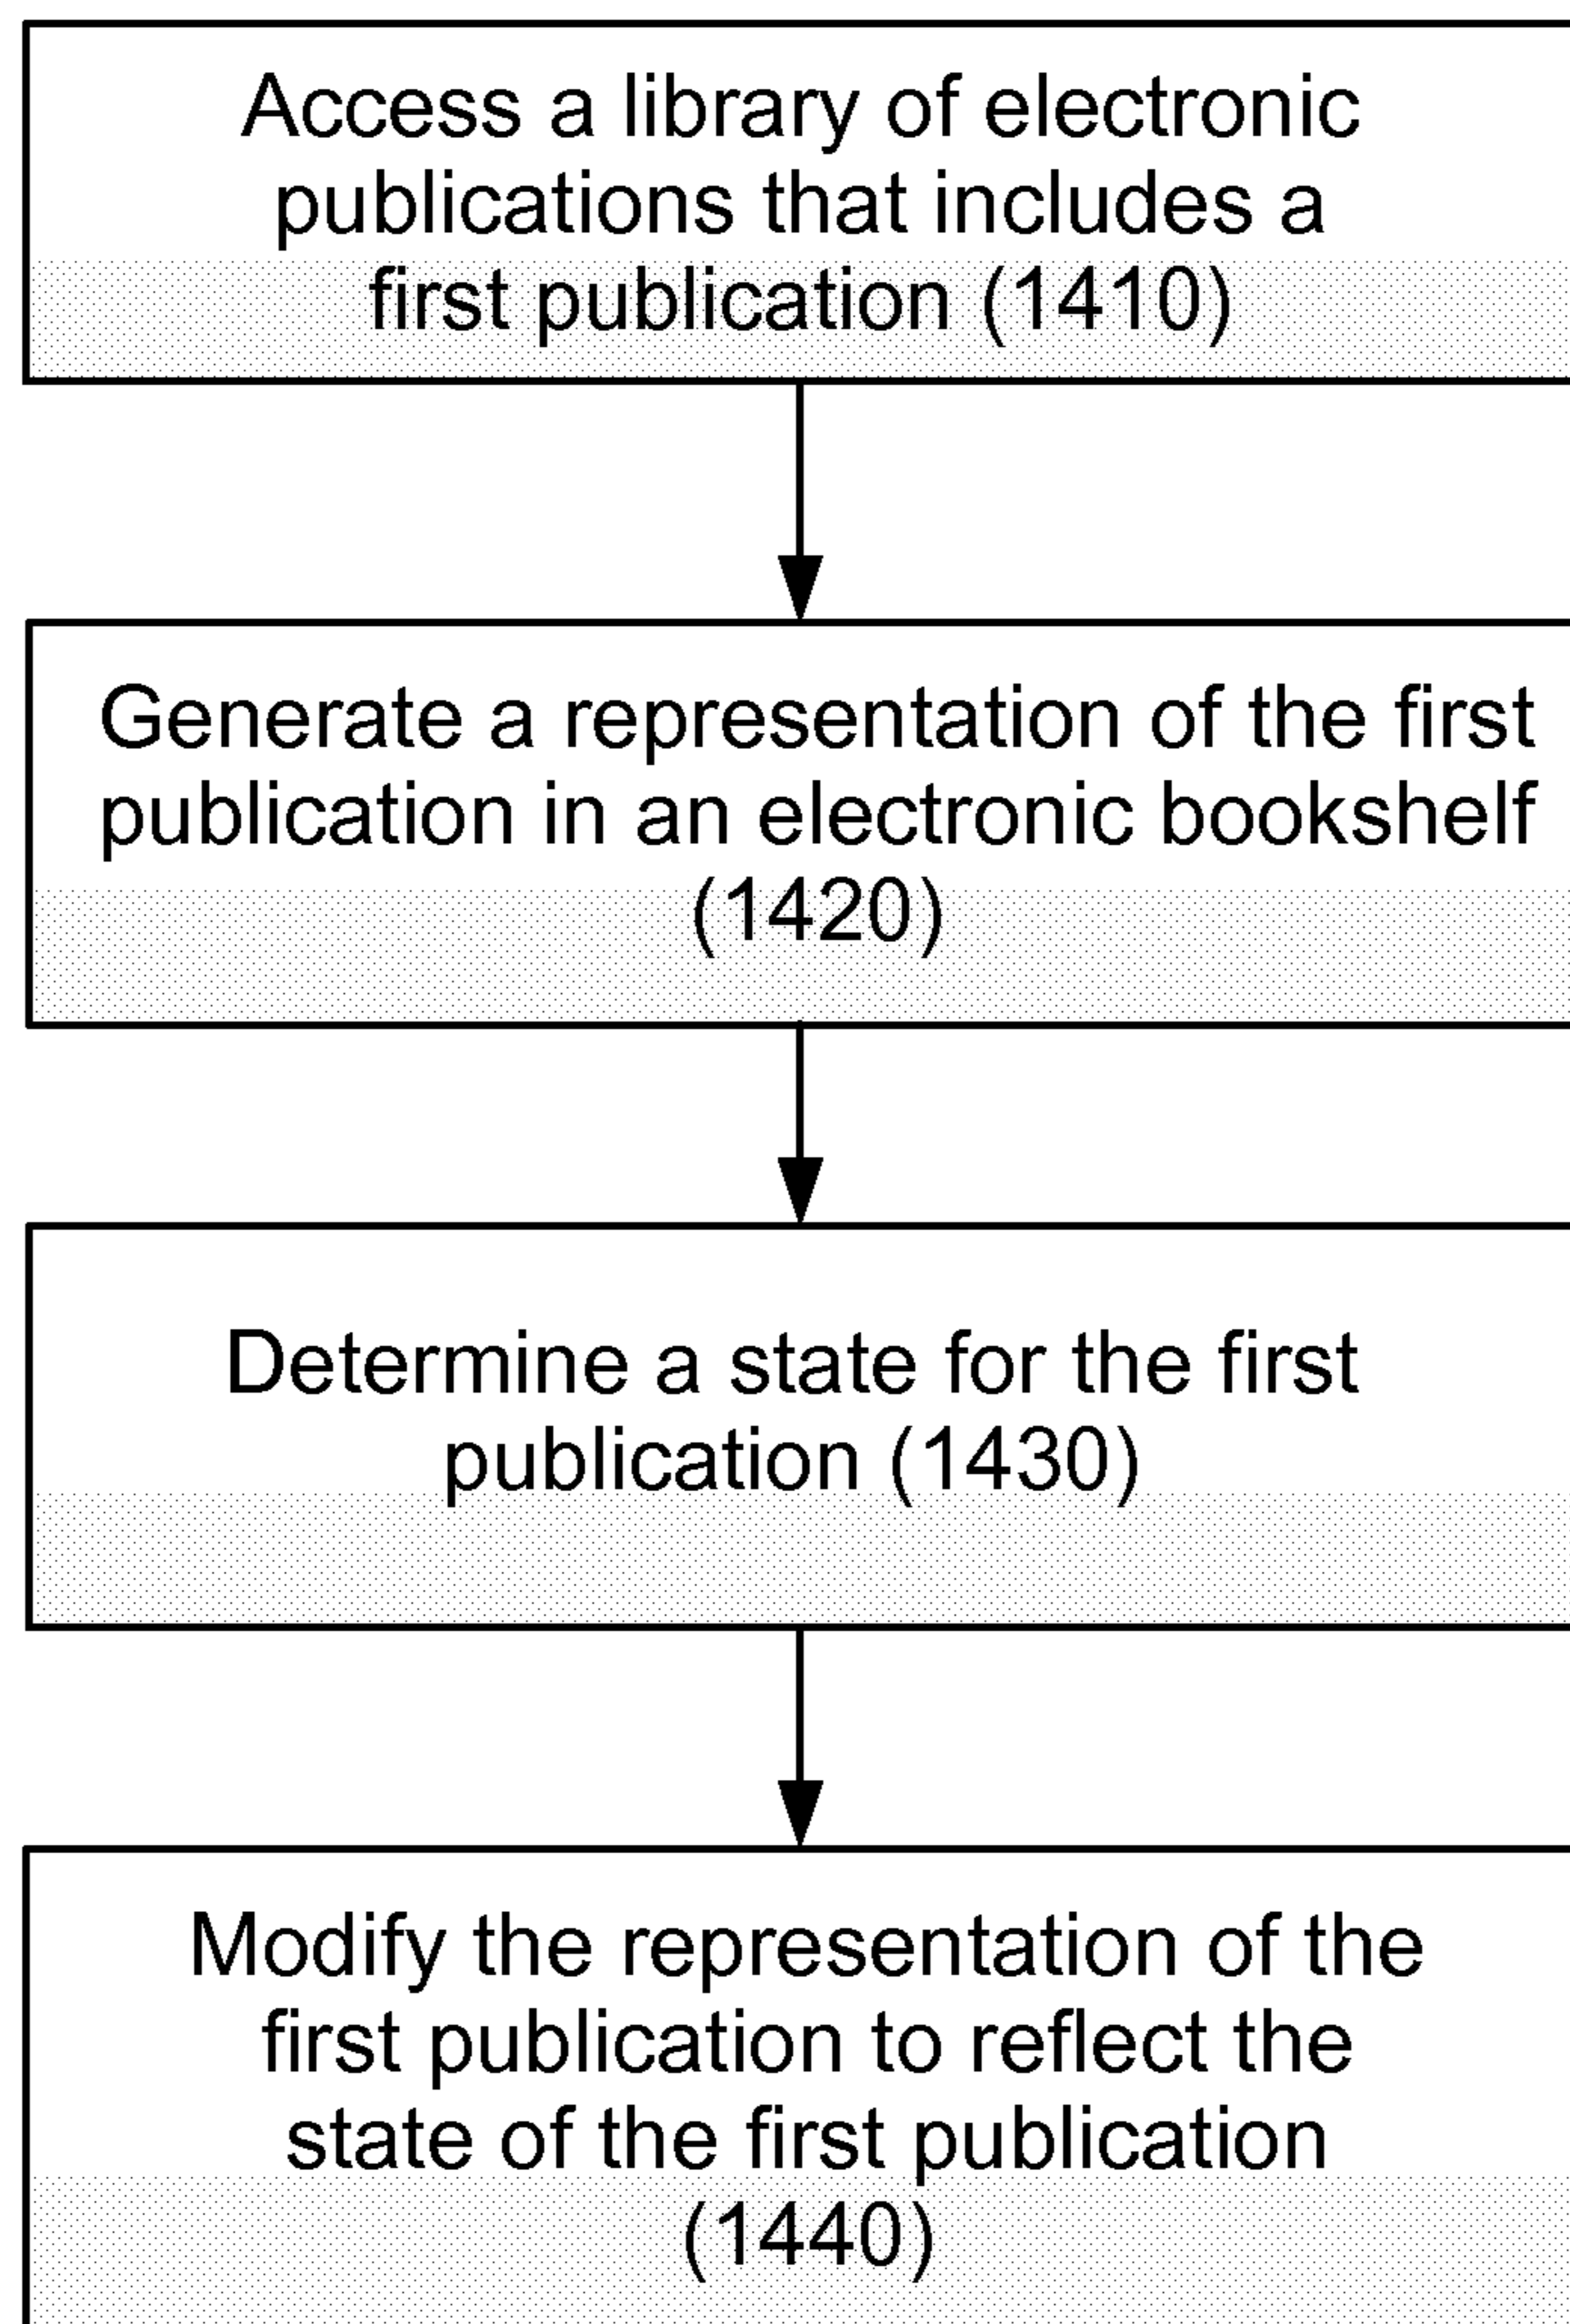 Access a library of electronic
publications that includes a
first publication (1410)
Generate a representation of the first
publication in an electronic bookshelf
(1420)
Determine a state for the first
publication (1430)
Modify the representation of the
first publication to reflect the
state of the first publication
(1440)